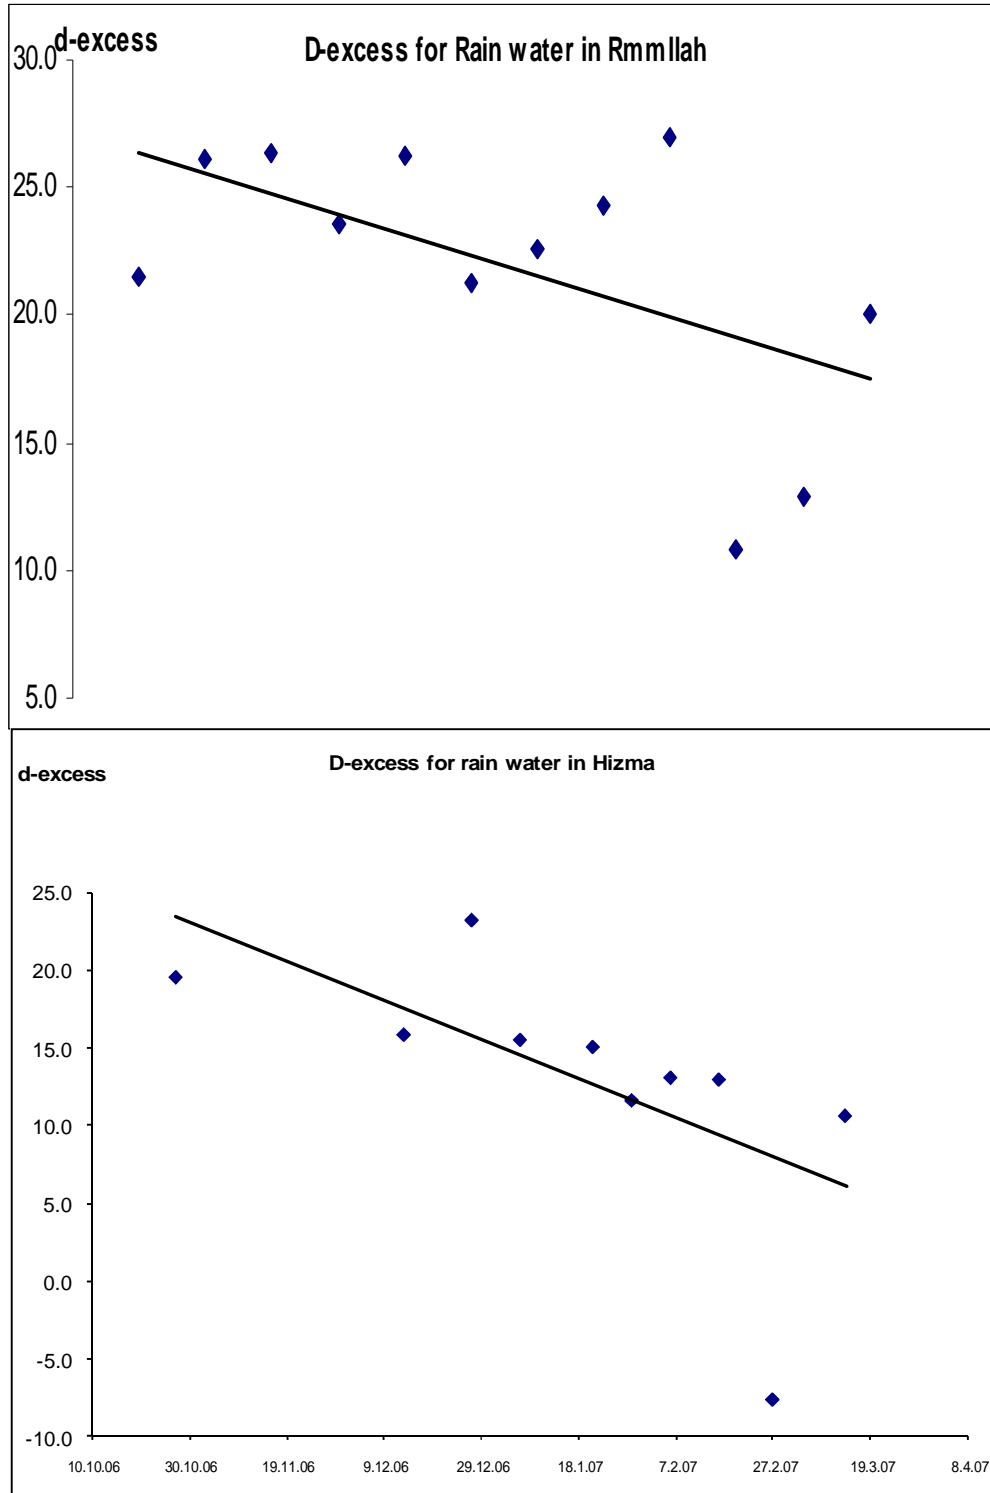 d-excess
D-excess for Rain water in Rmmllah
30.0
25.0
20.0
15.0
10.0
5.0
D-excess for rain water in Hizma
d-excess
25.0
20.0
15.0
10.0
5.0
0.0
-5.0
-10.0
10.10.06 30.10.06 19.11.06 9.12.06 29.12.06 18.1.07 7.2.07 27.2.07 19.3.07 8.4.07